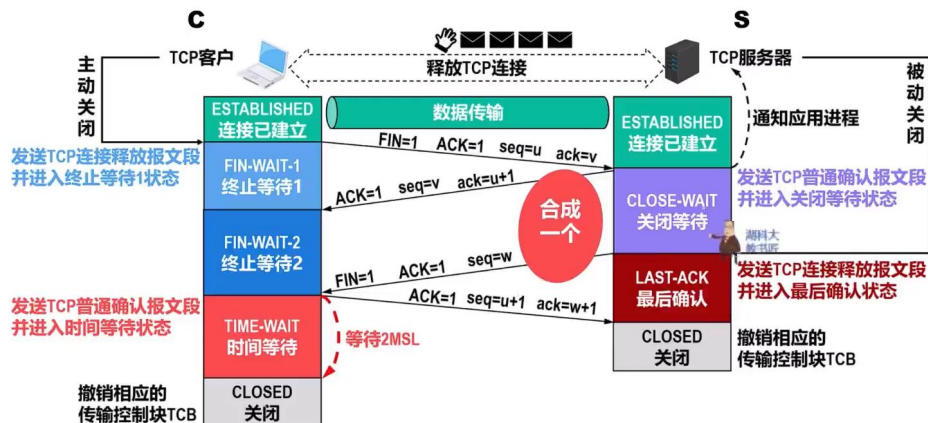 C
S
TCP客户
TCP服务器
释放TCP连接
主动关闭
被动关闭
通知应用进程
ESTABLISHED
连接已建立
数据传输
ESTABLISHED
连接已建立
FIN=1 ACK=1 seq=u ack=v
发送TCP连接释放报文段
并进入终止等待1状态
FIN-WAIT-1
终止等待1
ACK=1 seq=v ack=u+1
合成
一个
CLOSE-WAIT
关闭等待
发送TCP普通确认报文段
并进入关闭等待状态
湖科大
教书匠
FIN-WAIT-2
终止等待2
FIN=1 ACK=1 seq=w
ACK=1 seq=u+1 ack=w+1
LAST-ACK
最后确认
发送TCP连接释放报文段
并进入最后确认状态
发送TCP普通确认报文段
并进入时间等待状态
TIME-WAIT
时间等待
等待2MSL
CLOSED
关闭
撤销相应的
传输控制块TCB
撤销相应的
传输控制块TCB
CLOSED
关闭